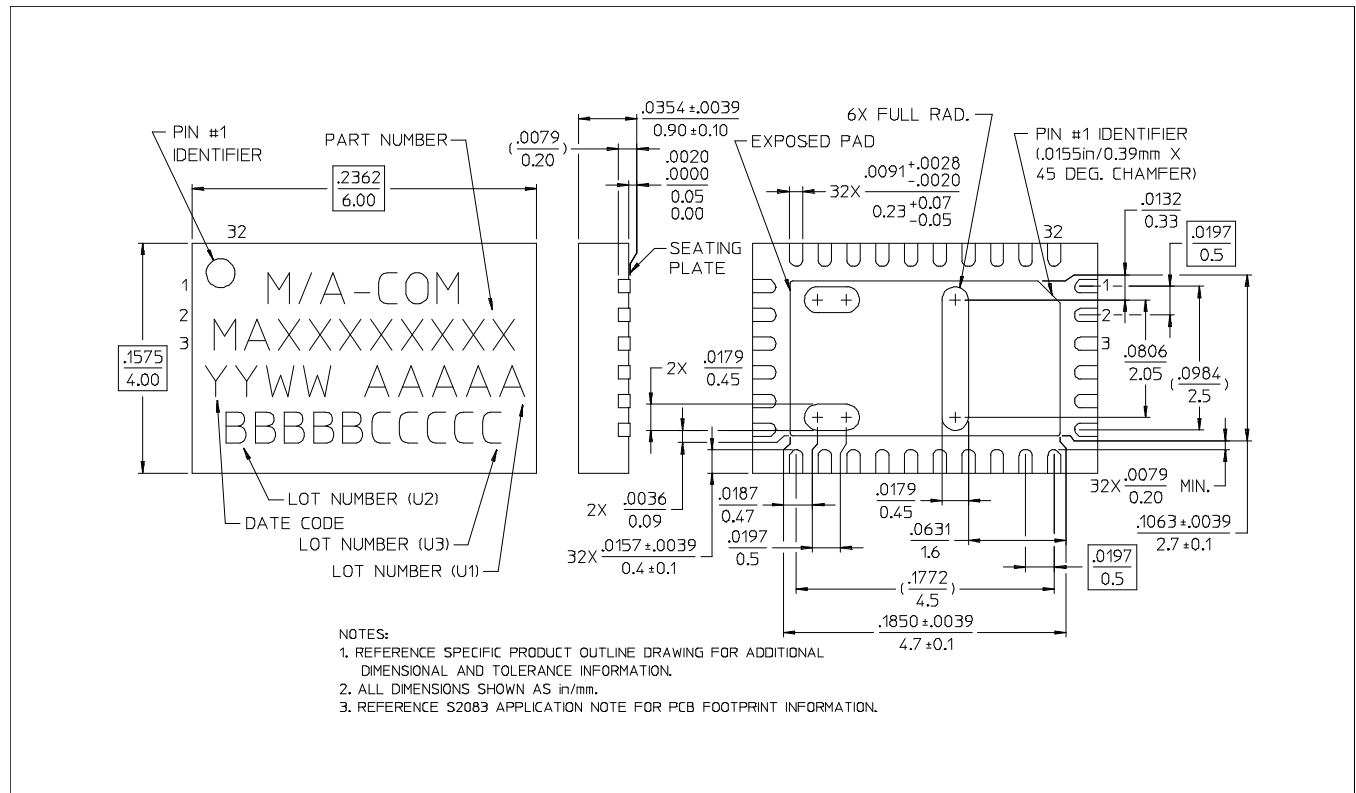 PIN #1
IDENTIFIER
PART NUMBER
.2362
6.00
32
1
2
3
M/A-COM
MAXXXXXXXXX
YYWW AAAAA
BBBBBCCCCC
.1575
4.00
LOT NUMBER (U2)
DATE CODE
LOT NUMBER (U3)
LOT NUMBER (U1)
.0354±.0039
0.90±0.10
(.0079)
0.20
.0020
.0000
0.05
0.00
SEATING
PLATE
EXPOSED PAD
6X FULL RAD.
PIN #1 IDENTIFIER
(.0155in/0.39mm X
45 DEG. CHAMFER)
32X .0091 +.0028
-.0020
0.23 +0.07
-0.05
32
.0132
0.33
.0197
0.5
1
2
3
2X .0179
0.45
.0806
2.05
(.0984)
2.5
2X .0036
0.09
.0187
0.47
.0197
0.5
32X .0157±.0039
0.4±0.1
.0179
0.45
.0631
1.6
32X .0079 MIN.
0.20
.1063±.0039
2.7±0.1
.0197
0.5
(.1772)
4.5
.1850±.0039
4.7±0.1
NOTES:
1. REFERENCE SPECIFIC PRODUCT OUTLINE DRAWING FOR ADDITIONAL
DIMENSIONAL AND TOLERANCE INFORMATION.
2. ALL DIMENSIONS SHOWN AS in/mm.
3. REFERENCE S2083 APPLICATION NOTE FOR PCB FOOTPRINT INFORMATION.